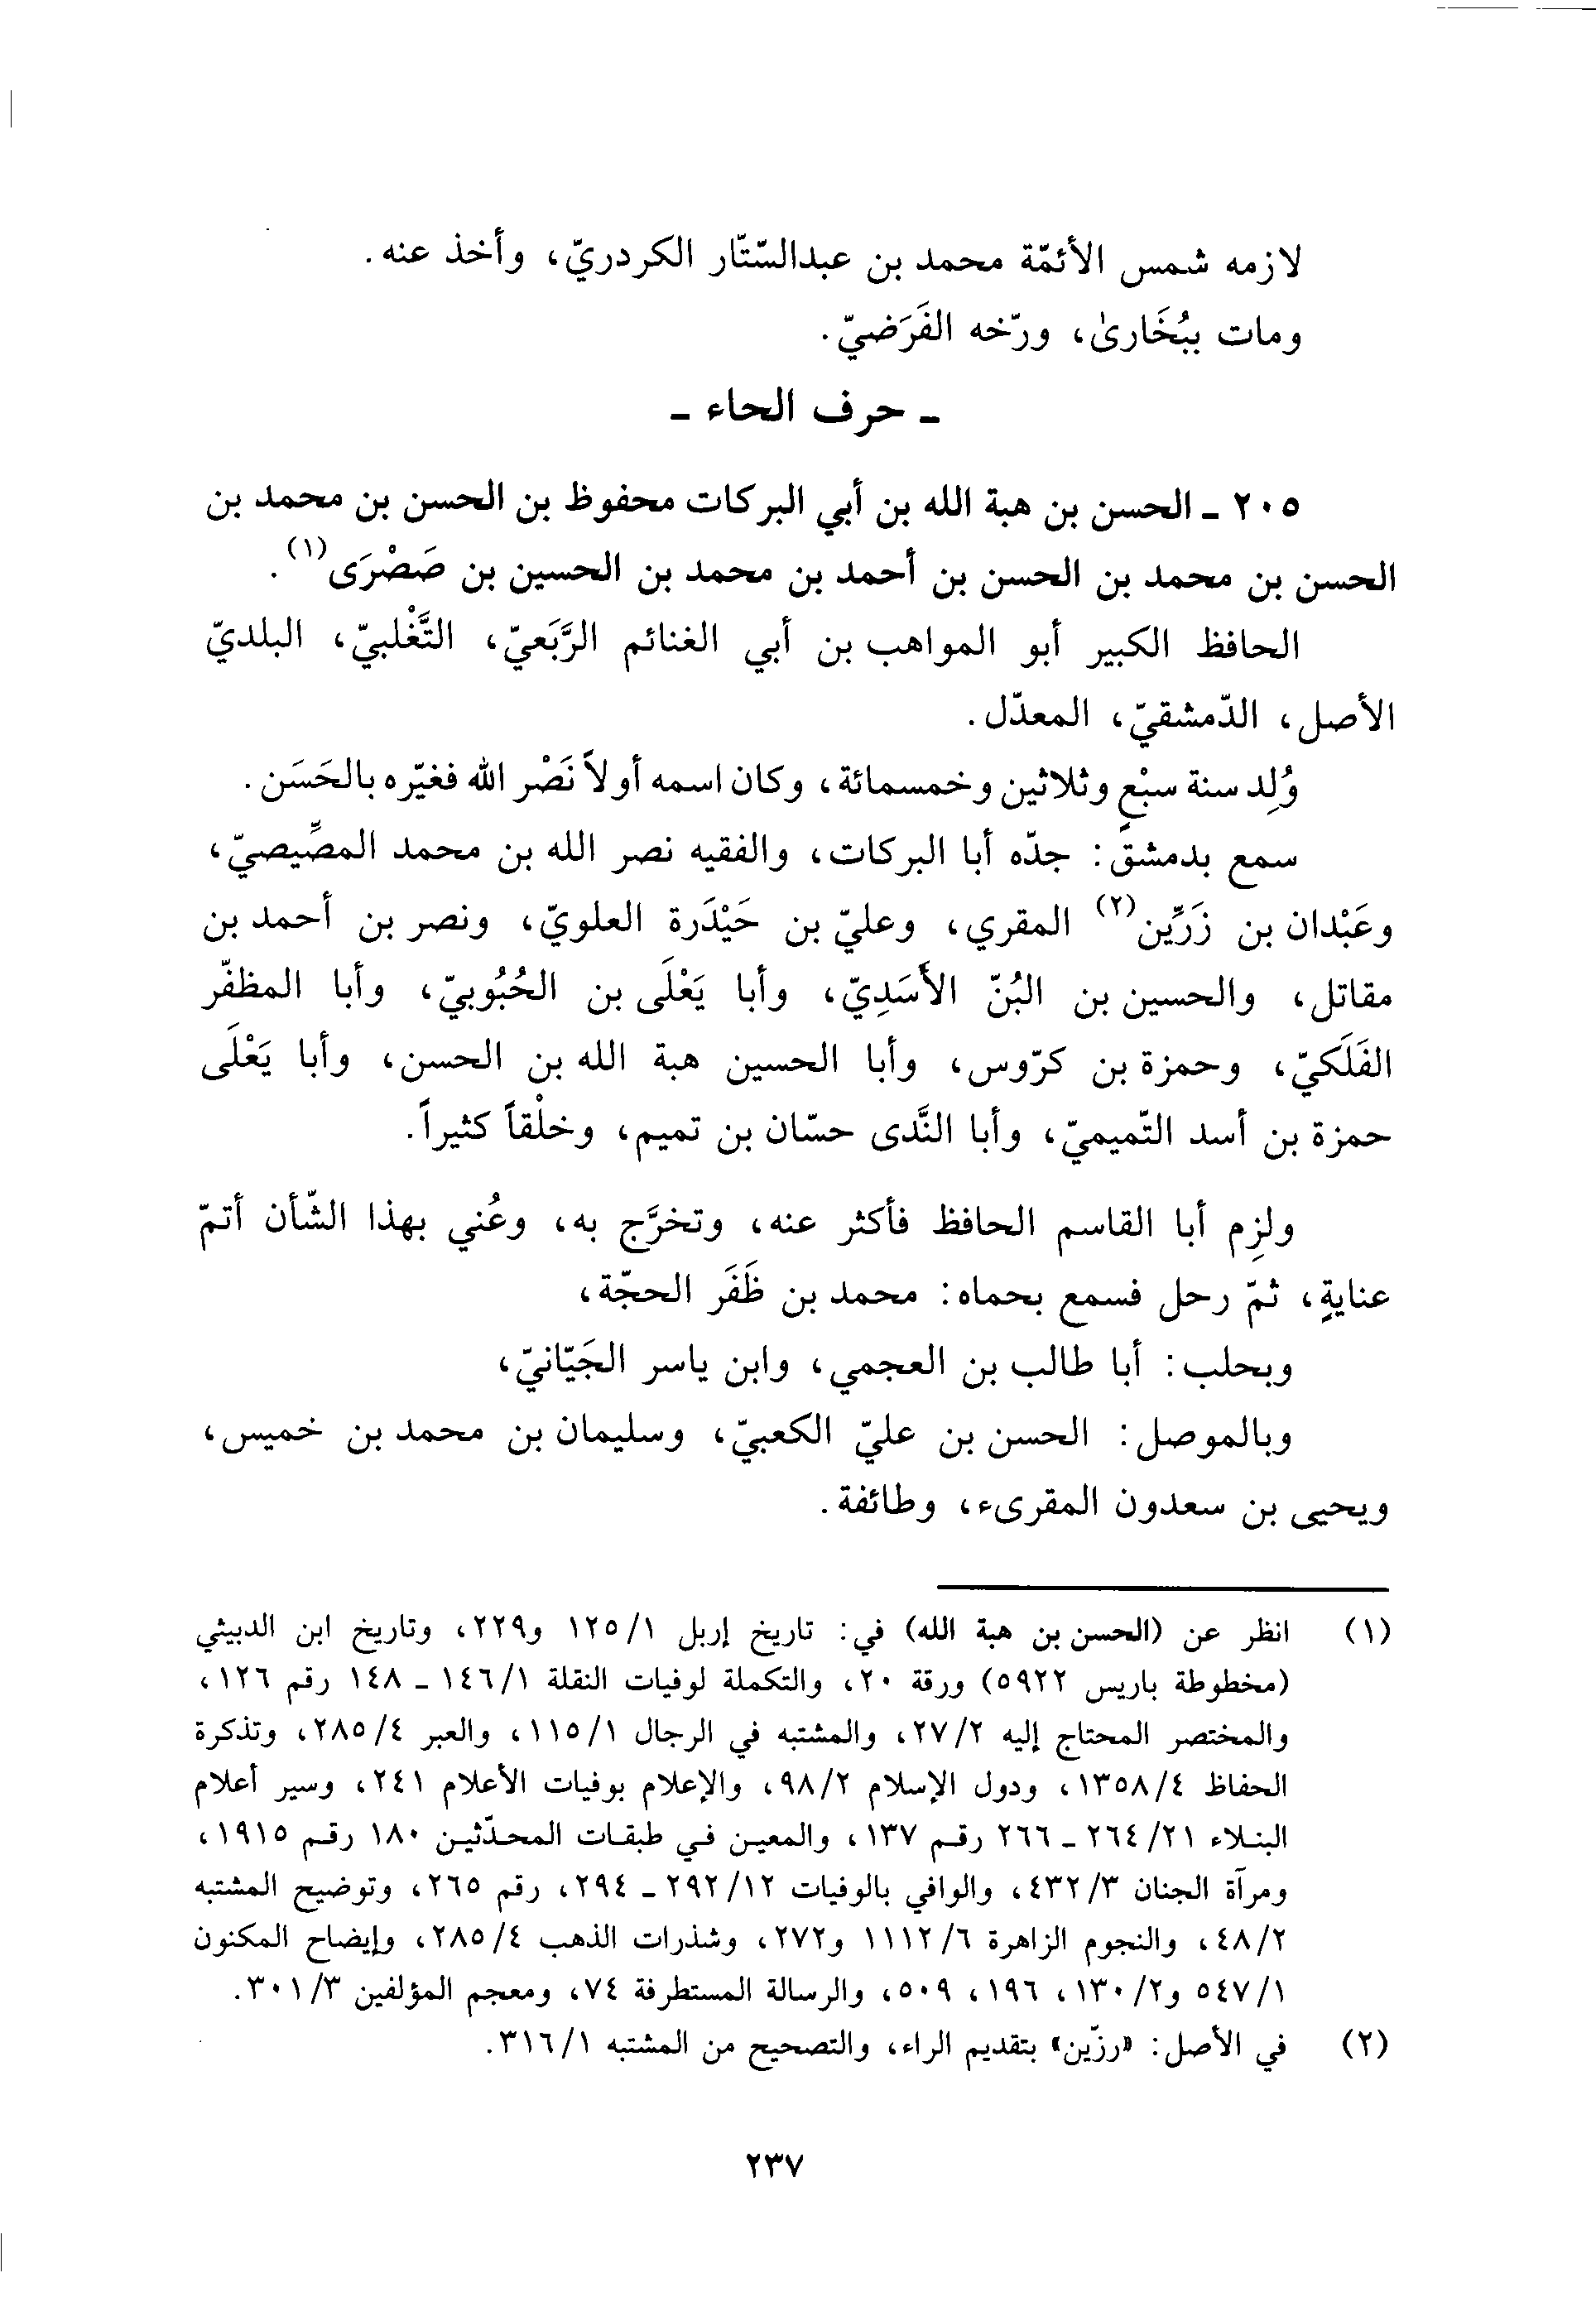 لازمه شمس الأئمّة محمد بن عبدالسّتّار الكردريّ، وأخذ عنه.
ومات ببُخَارىٰ، ورّخه الفَرَضيّ.
ـ حرف الحاء ـ
٢٠٥ ـ الحسن بن هبة الله بن أبي البركات محفوظ بن الحسن بن محمد بن
الحسن بن محمد بن الحسن بن أحمد بن محمد بن الحسين بن صَصْرَى(١).
الحافظ الكبير أبو المواهب بن أبي الغنائم الرَّبَعيّ، التَّغْلبيّ، البلديّ
الأصل، الدّمشقيّ، المعدّل.
وُلِد سنة سبْعٍ وثلاثين وخمسمائة، وكان اسمه أولاً نَصْر الله فغيّره بالحَسَن.
سمع بدمشق: جدّه أبا البركات، والفقيه نصر الله بن محمد المصِّيصيّ،
وعَبْدان بن زَرِّين(٢) المقري، وعليّ بن حَيْدَرة العلويّ، ونصر بن أحمد بن
مقاتل، والحسين بن البُنّ الأَسَدِيّ، وأبا يَعْلَى بن الحُبُوبيّ، وأبا المظفّر
الفَلَكيّ، وحمزة بن كرّوس، وأبا الحسين هبة الله بن الحسن، وأبا يَعْلَى
حمزة بن أسد التّميميّ، وأبا النَّدى حسّان بن تميم، وخلْقاً كثيراً.
ولزِم أبا القاسم الحافظ فأكثر عنه، وتخرَّج به، وعُني بهذا الشّأن أتمّ
عنايةٍ، ثمّ رحل فسمع بحماه: محمد بن ظَفَر الحجّة،
وبحلب: أبا طالب بن العجمي، وابن ياسر الجَيّانيّ،
وبالموصل: الحسن بن عليّ الكعبيّ، وسليمان بن محمد بن خميس،
ويحيى بن سعدون المقرىء، وطائفة.
(١) انظر عن (الحسن بن هبة الله) في: تاريخ إربل ١٢٥/١ و٢٢٩، وتاريخ ابن الدبيثي
(مخطوطة باريس ٥٩٢٢) ورقة ٢٠، والتكملة لوفيات النقلة ١٤٦/١ ـ ١٤٨ رقم ١٢٦،
والمختصر المحتاج إليه ٢٧/٢، والمشتبه في الرجال ١١٥/١، والعبر ٢٨٥/٤، وتذكرة
الحفاظ ١٣٥٨/٤، ودول الإسلام ٩٨/٢، والإعلام بوفيات الأعلام ٢٤١، وسير أعلام
البنلاء ٢٦٤/٢١ ـ ٢٦٦ رقم ١٣٧، والمعين في طبقات المحدّثين ١٨٠ رقم ١٩١٥،
ومرآة الجنان ٤٣٢/٣، والوافي بالوفيات ٢٩٢/١٢ ـ ٢٩٤، رقم ٢٦٥، وتوضيح المشتبه
٤٨/٢، والنجوم الزاهرة ١١١٢/٦ و٢٧٢، وشذرات الذهب ٢٨٥/٤، وإيضاح المكنون
٥٤٧/١ و١٣٠/٢، ١٩٦، ٥٠٩، والرسالة المستطرفة ٧٤، ومعجم المؤلفين ٣٠١/٣.
(٢) في الأصل: «رزّين» بتقديم الراء، والتصحيح من المشتبه ٣١٦/١.
٢٣٧